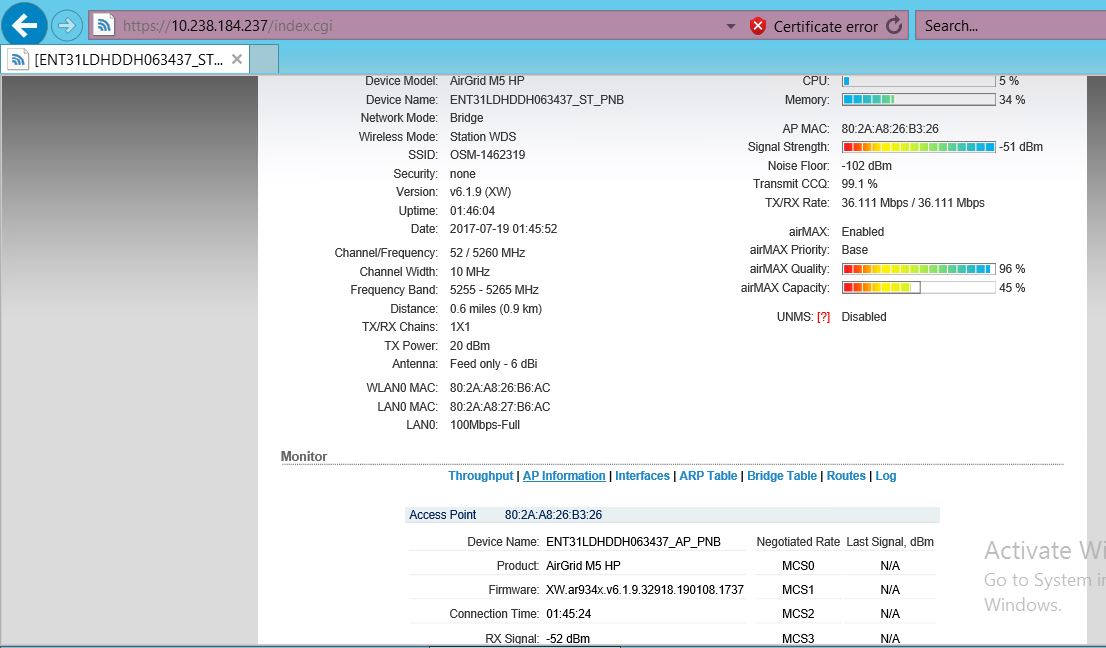 https://10.238.184.237/index.cgi
Certificate error
Search...
[ENT31LDHDDH063437_ST...
Device Model: AirGrid M5 HP
Device Name: ENT31LDHDDH063437_ST_PNB
Network Mode: Bridge
Wireless Mode: Station WDS
SSID: OSM-1462319
Security: none
Version: v6.1.9 (XW)
Uptime: 01:46:04
Date: 2017-07-19 01:45:52
Channel/Frequency: 52 / 5260 MHz
Channel Width: 10 MHz
Frequency Band: 5255 - 5265 MHz
Distance: 0.6 miles (0.9 km)
TX/RX Chains: 1X1
TX Power: 20 dBm
Antenna: Feed only - 6 dBi
WLAN0 MAC: 80:2A:A8:26:B6:AC
LAN0 MAC: 80:2A:A8:27:B6:AC
LAN0: 100Mbps-Full
CPU: 5 %
Memory: 34 %
AP MAC: 80:2A:A8:26:B3:26
Signal Strength: -51 dBm
Noise Floor: -102 dBm
Transmit CCQ: 99.1 %
TX/RX Rate: 36.111 Mbps / 36.111 Mbps
airMAX: Enabled
airMAX Priority: Base
airMAX Quality: 96 %
airMAX Capacity: 45 %
UNMS: [?] Disabled
Monitor
Throughput | AP Information | Interfaces | ARP Table | Bridge Table | Routes | Log
Access Point 80:2A:A8:26:B3:26
Device Name: ENT31LDHDDH063437_AP_PNB
Product: AirGrid M5 HP
Firmware: XW.ar934x.v6.1.9.32918.190108.1737
Connection Time: 01:45:24
RX Signal: -52 dBm
Negotiated Rate Last Signal, dBm
MCS0 N/A
MCS1 N/A
MCS2 N/A
MCS3 N/A
Activate Wi
Go to System in
Windows.